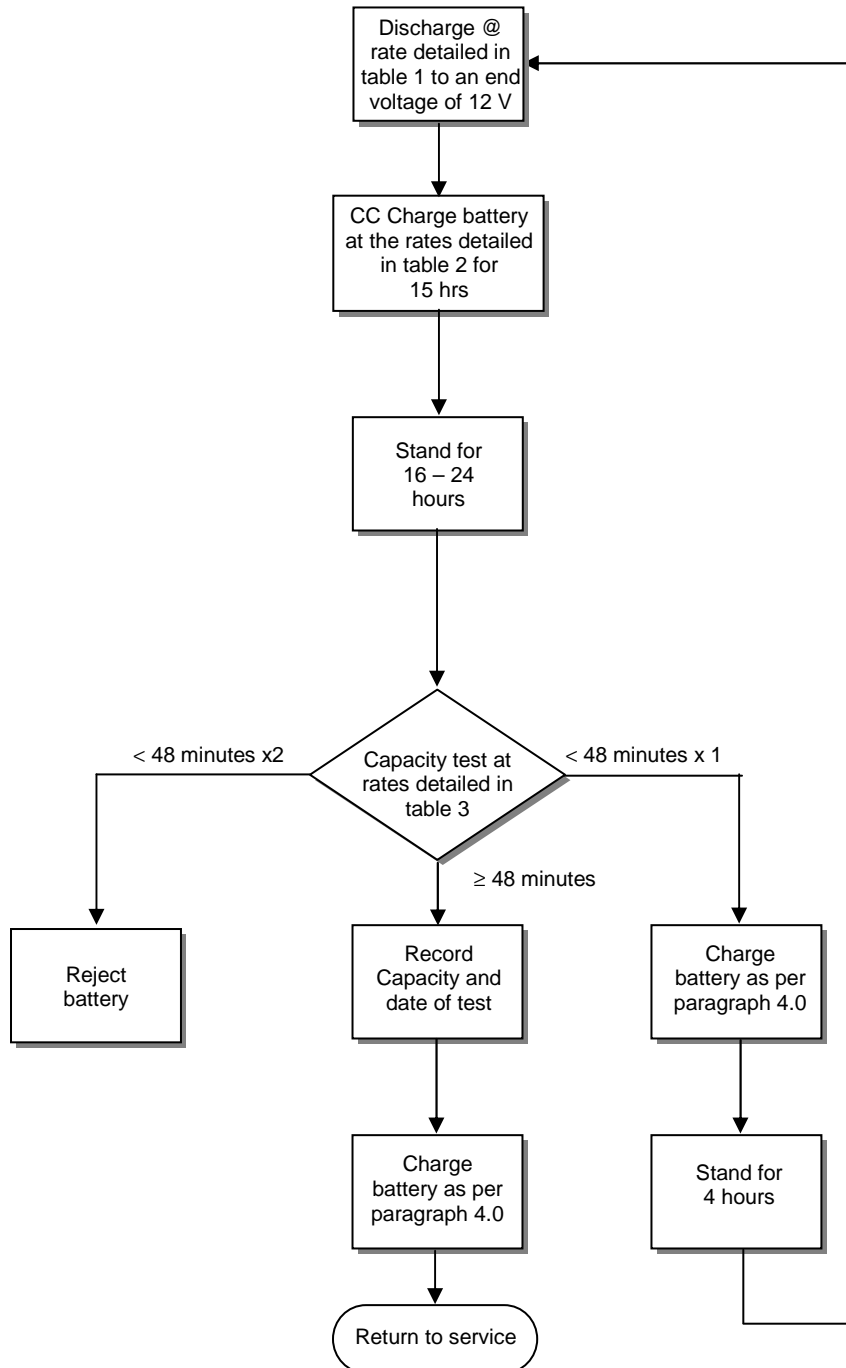 Discharge @
rate detailed in
table 1 to an end
voltage of 12 V
CC Charge battery
at the rates detailed
in table 2 for
15 hrs
Stand for
16 – 24
hours
< 48 minutes x2
Capacity test at
rates detailed in
table 3
< 48 minutes x 1
≥ 48 minutes
Reject
battery
Record
Capacity and
date of test
Charge
battery as per
paragraph 4.0
Charge
battery as per
paragraph 4.0
Stand for
4 hours
Return to service